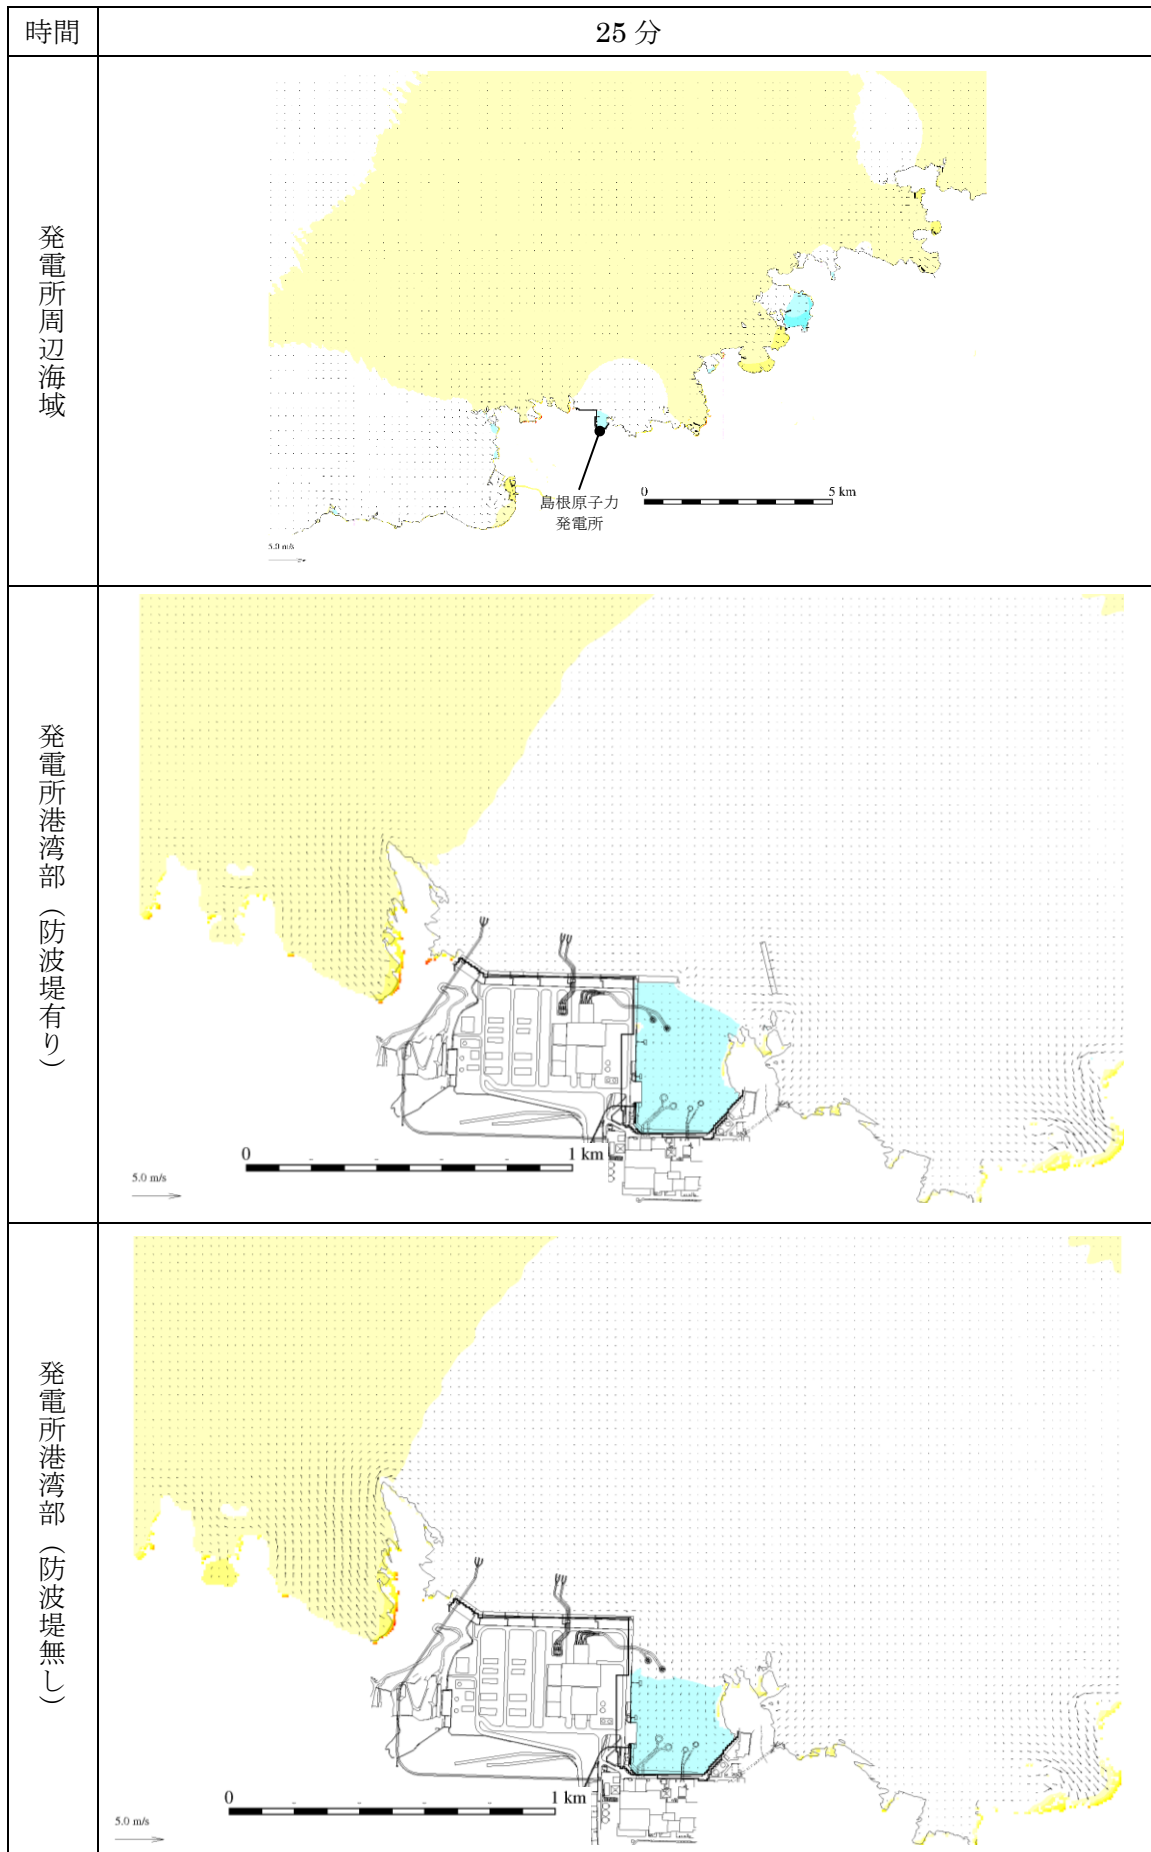 時間
25 分
発電所周辺海域
島根原子力
発電所
0 5 km
5.0 m/s
発電所港湾部（防波堤有り）
0 1 km
5.0 m/s
発電所港湾部（防波堤無し）
0 1 km
5.0 m/s